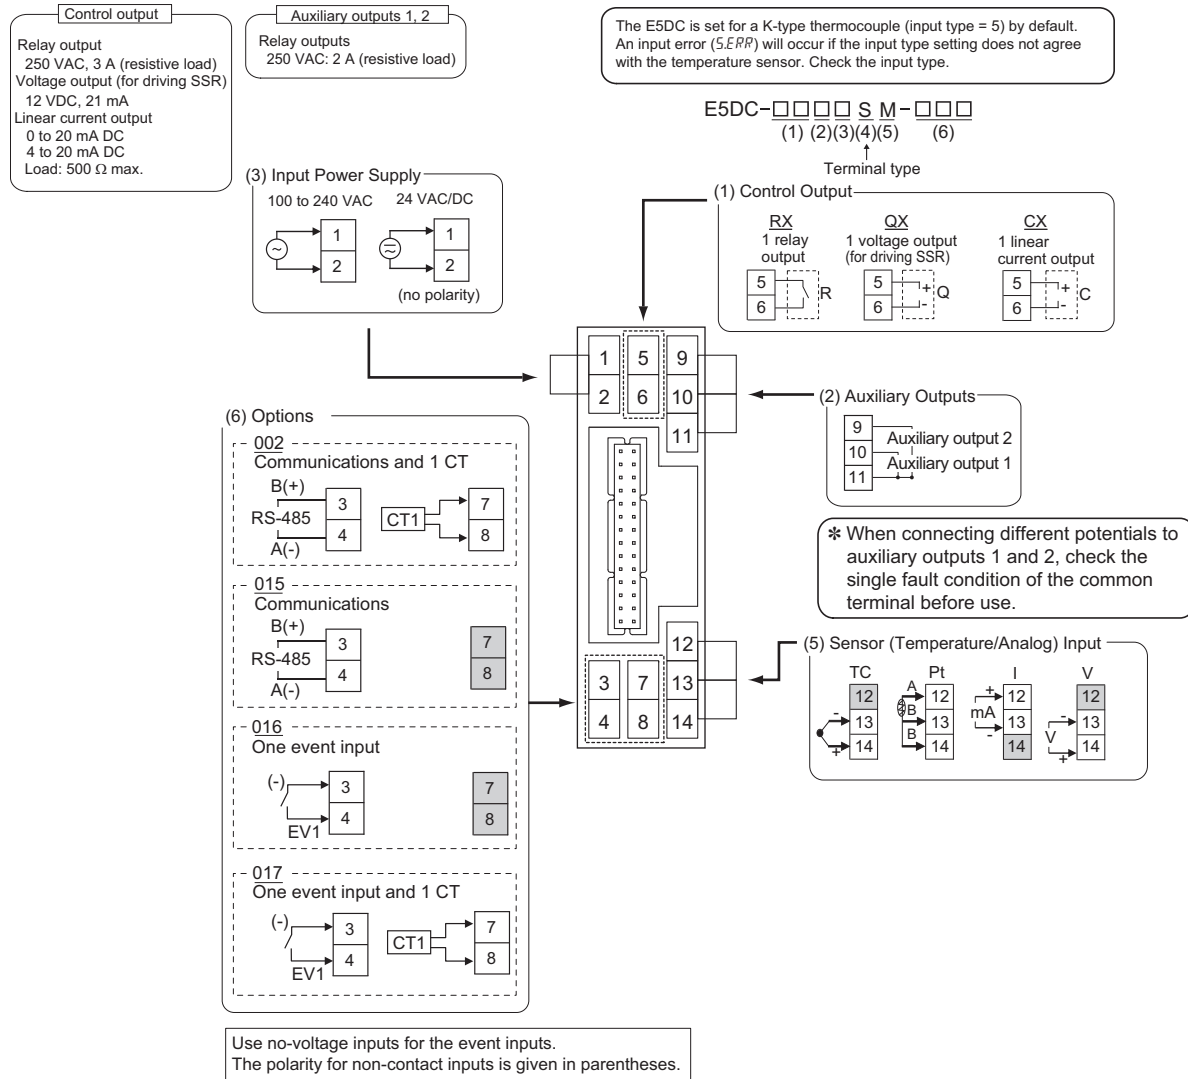 Control output
Relay output
250 VAC, 3 A (resistive load)
Voltage output (for driving SSR)
12 VDC, 21 mA
Linear current output
0 to 20 mA DC
4 to 20 mA DC
Load: 500 Ω max.
Auxiliary outputs 1, 2
Relay outputs
250 VAC: 2 A (resistive load)
The E5DC is set for a K-type thermocouple (input type = 5) by default.
An input error (S.ERR) will occur if the input type setting does not agree
with the temperature sensor. Check the input type.
E5DC-□□□□ S M-□□□
(1) (2)(3)(4)(5) (6)
Terminal type
(3) Input Power Supply
100 to 240 VAC
1
2
24 VAC/DC
1
2
(no polarity)
(1) Control Output
RX
1 relay
output
5
6
R
QX
1 voltage output
(for driving SSR)
5
6
+
-
Q
CX
1 linear
current output
5
6
+
-
C
1 5 9
2 6 10
11
12
3 7 13
4 8 14
(2) Auxiliary Outputs
9
10
11
Auxiliary output 2
Auxiliary output 1
✻ When connecting different potentials to
auxiliary outputs 1 and 2, check the
single fault condition of the common
terminal before use.
(5) Sensor (Temperature/Analog) Input
TC
12
- 13
+ 14
Pt
A 12
B 13
B 14
I
+ 12
mA 13
- 14
V
12
- 13
V
+ 14
(6) Options
002
Communications and 1 CT
B(+)
RS-485
A(-)
3
4
CT1
7
8
015
Communications
B(+)
RS-485
A(-)
3
4
7
8
016
One event input
(-)
EV1
3
4
7
8
017
One event input and 1 CT
(-)
EV1
3
4
CT1
7
8
Use no-voltage inputs for the event inputs.
The polarity for non-contact inputs is given in parentheses.